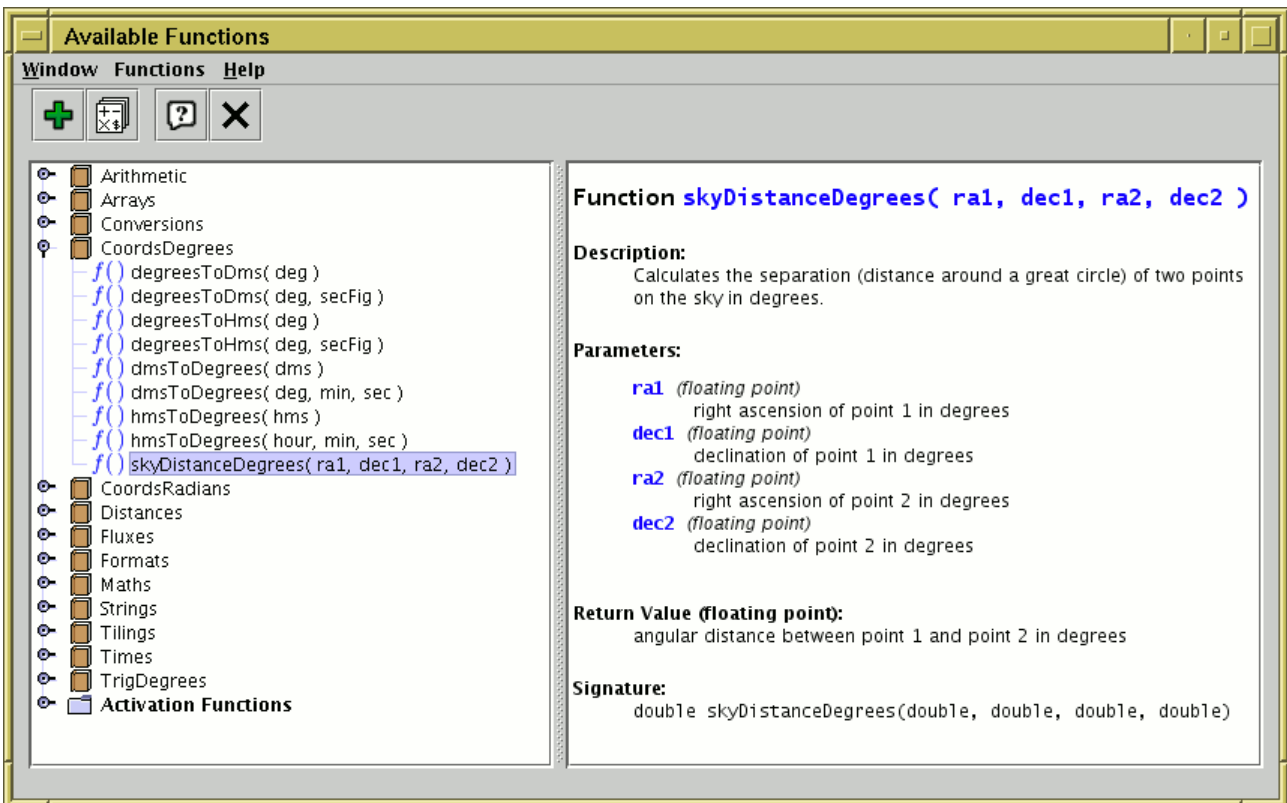 Available Functions
Window Functions Help
Arithmetic
Arrays
Conversions
CoordsDegrees
f() degreesToDms( deg )
f() degreesToDms( deg, secFig )
f() degreesToHms( deg )
f() degreesToHms( deg, secFig )
f() dmsToDegrees( dms )
f() dmsToDegrees( deg, min, sec )
f() hmsToDegrees( hms )
f() hmsToDegrees( hour, min, sec )
f() skyDistanceDegrees( ra1, dec1, ra2, dec2 )
CoordsRadians
Distances
Fluxes
Formats
Maths
Strings
Tilings
Times
TrigDegrees
Activation Functions
Function skyDistanceDegrees( ra1, dec1, ra2, dec2 )
Description:
Calculates the separation (distance around a great circle) of two points
on the sky in degrees.
Parameters:
ra1 (floating point)
right ascension of point 1 in degrees
dec1 (floating point)
declination of point 1 in degrees
ra2 (floating point)
right ascension of point 2 in degrees
dec2 (floating point)
declination of point 2 in degrees
Return Value (floating point):
angular distance between point 1 and point 2 in degrees
Signature:
double skyDistanceDegrees(double, double, double, double)